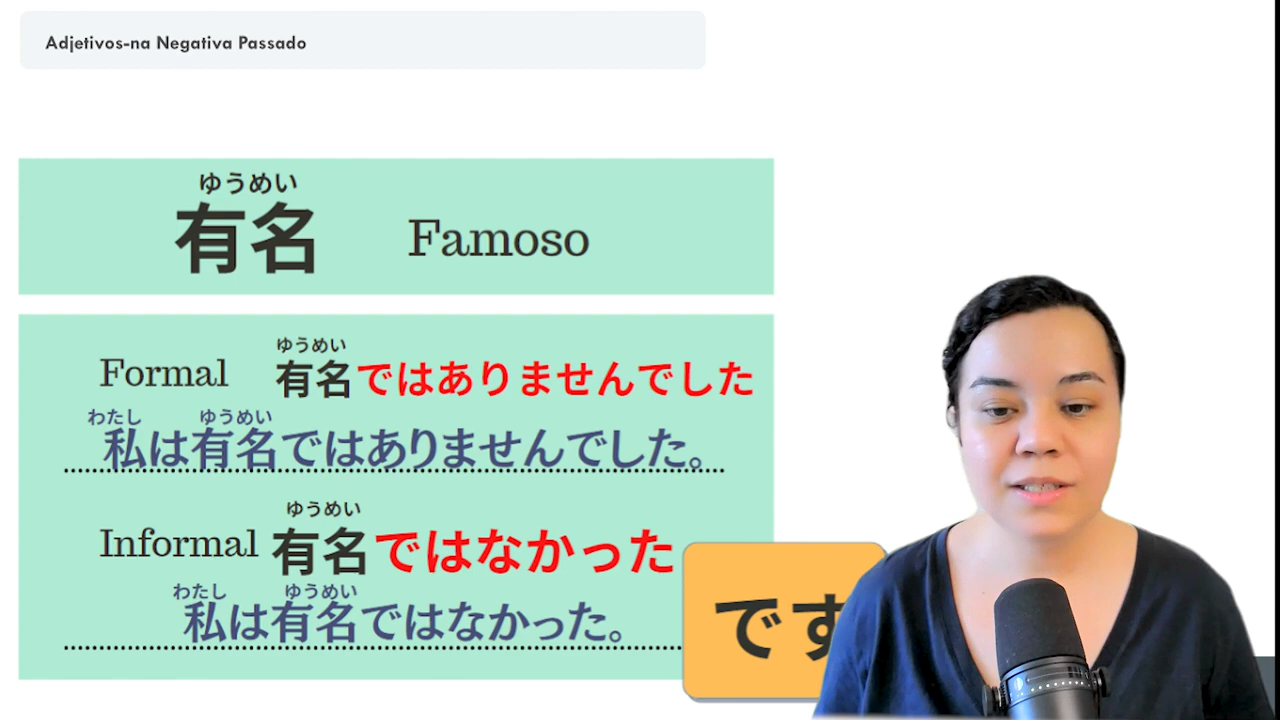 Adjetivos-na Negativa Passado
ゆうめい
有名 Famoso
ゆうめい
Formal 有名ではありませんでした
わたし ゆうめい
私は有名ではありませんでした。
ゆうめい
Informal 有名ではなかった
わたし ゆうめい
私は有名ではなかった。
です